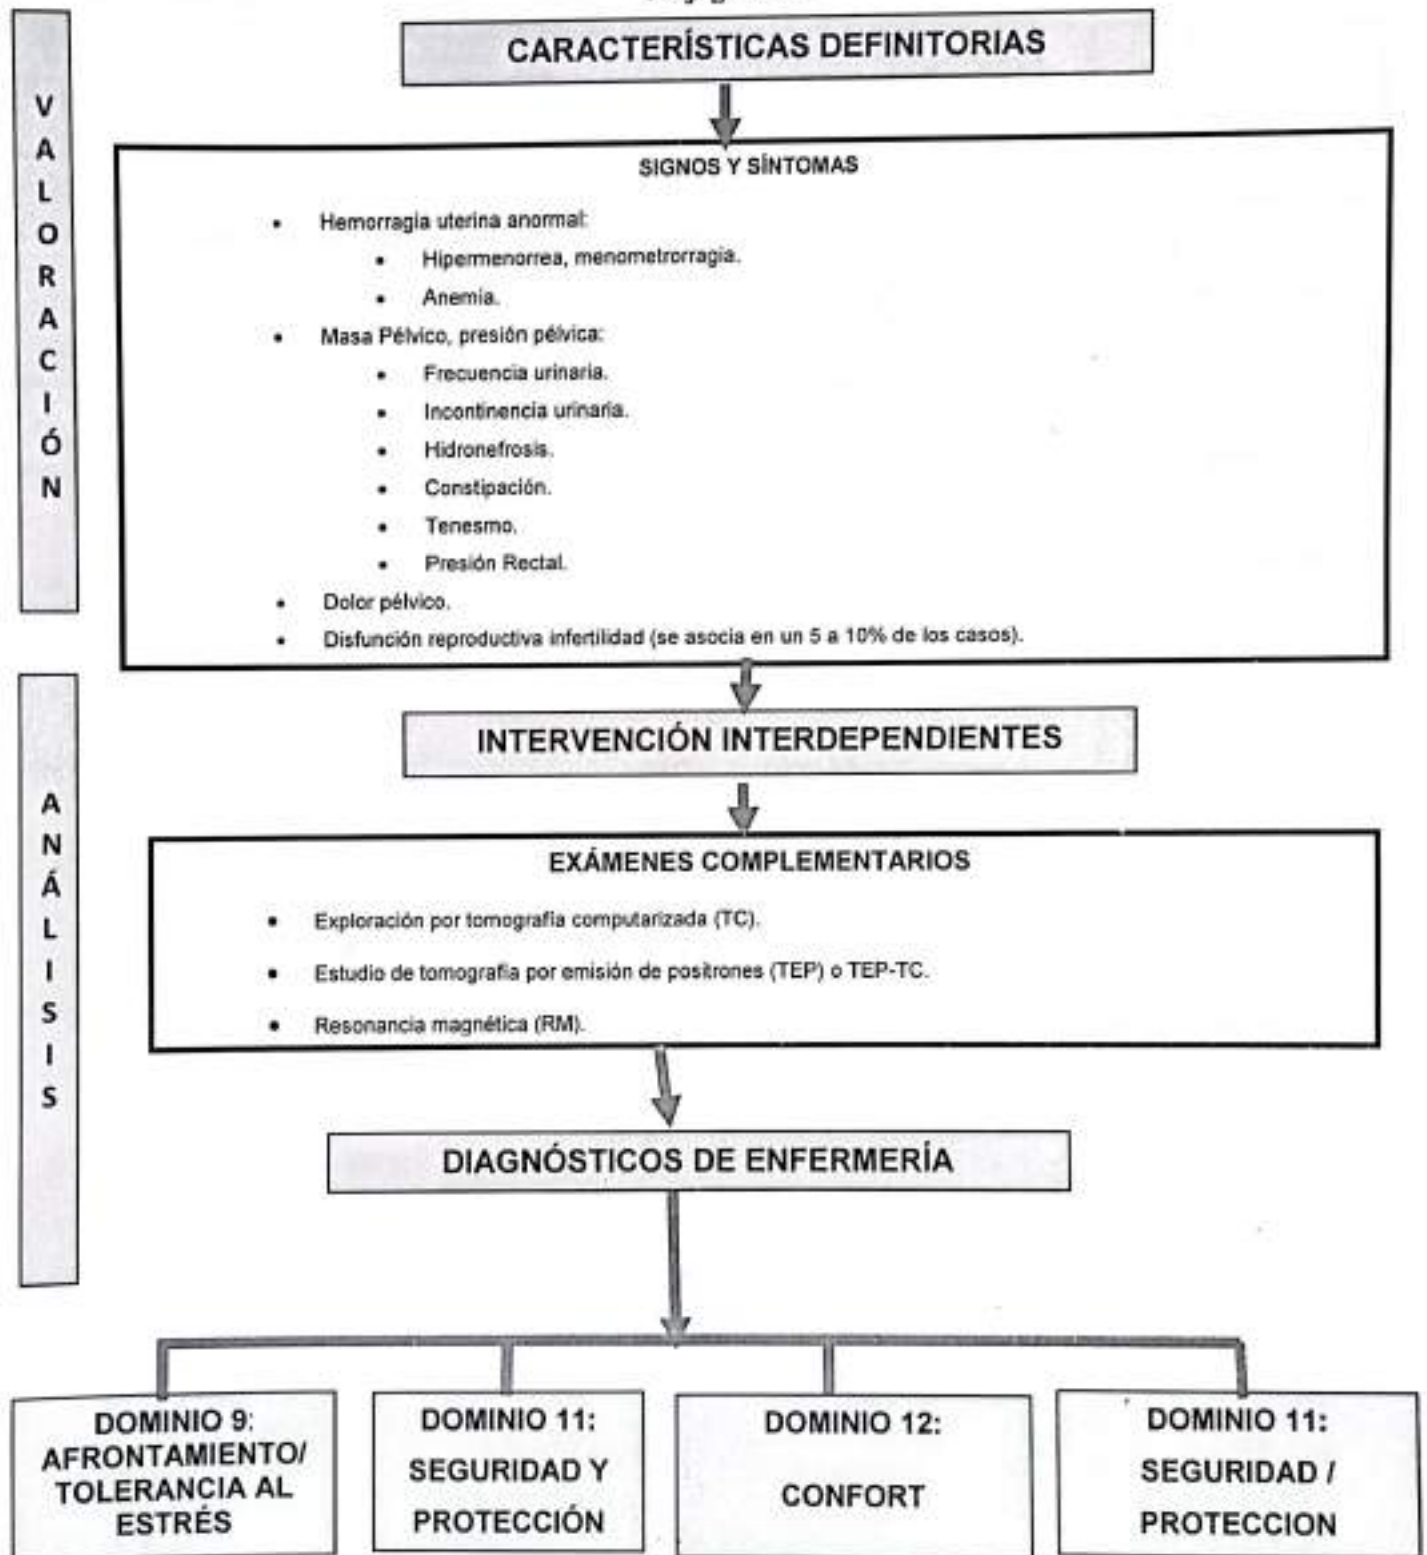 CARACTERÍSTICAS DEFINITORIAS
VALORACIÓN
SIGNOS Y SÍNTOMAS
• Hemorragia uterina anormal:
• Hipermenorrea, menometrorragia.
• Anemia.
• Masa Pélvico, presión pélvica:
• Frecuencia urinaria.
• Incontinencia urinaria.
• Hidronefrosis.
• Constipación.
• Tenesmo.
• Presión Rectal.
• Dolor pélvico.
• Disfunción reproductiva infertilidad (se asocia en un 5 a 10% de los casos).
ANÁLISIS
INTERVENCIÓN INTERDEPENDIENTES
EXÁMENES COMPLEMENTARIOS
• Exploración por tomografía computarizada (TC).
• Estudio de tomografía por emisión de positrones (TEP) o TEP-TC.
• Resonancia magnética (RM).
DIAGNÓSTICOS DE ENFERMERÍA
DOMINIO 9:
AFRONTAMIENTO/
TOLERANCIA AL
ESTRÉS
DOMINIO 11:
SEGURIDAD Y
PROTECCIÓN
DOMINIO 12:
CONFORT
DOMINIO 11:
SEGURIDAD /
PROTECCION